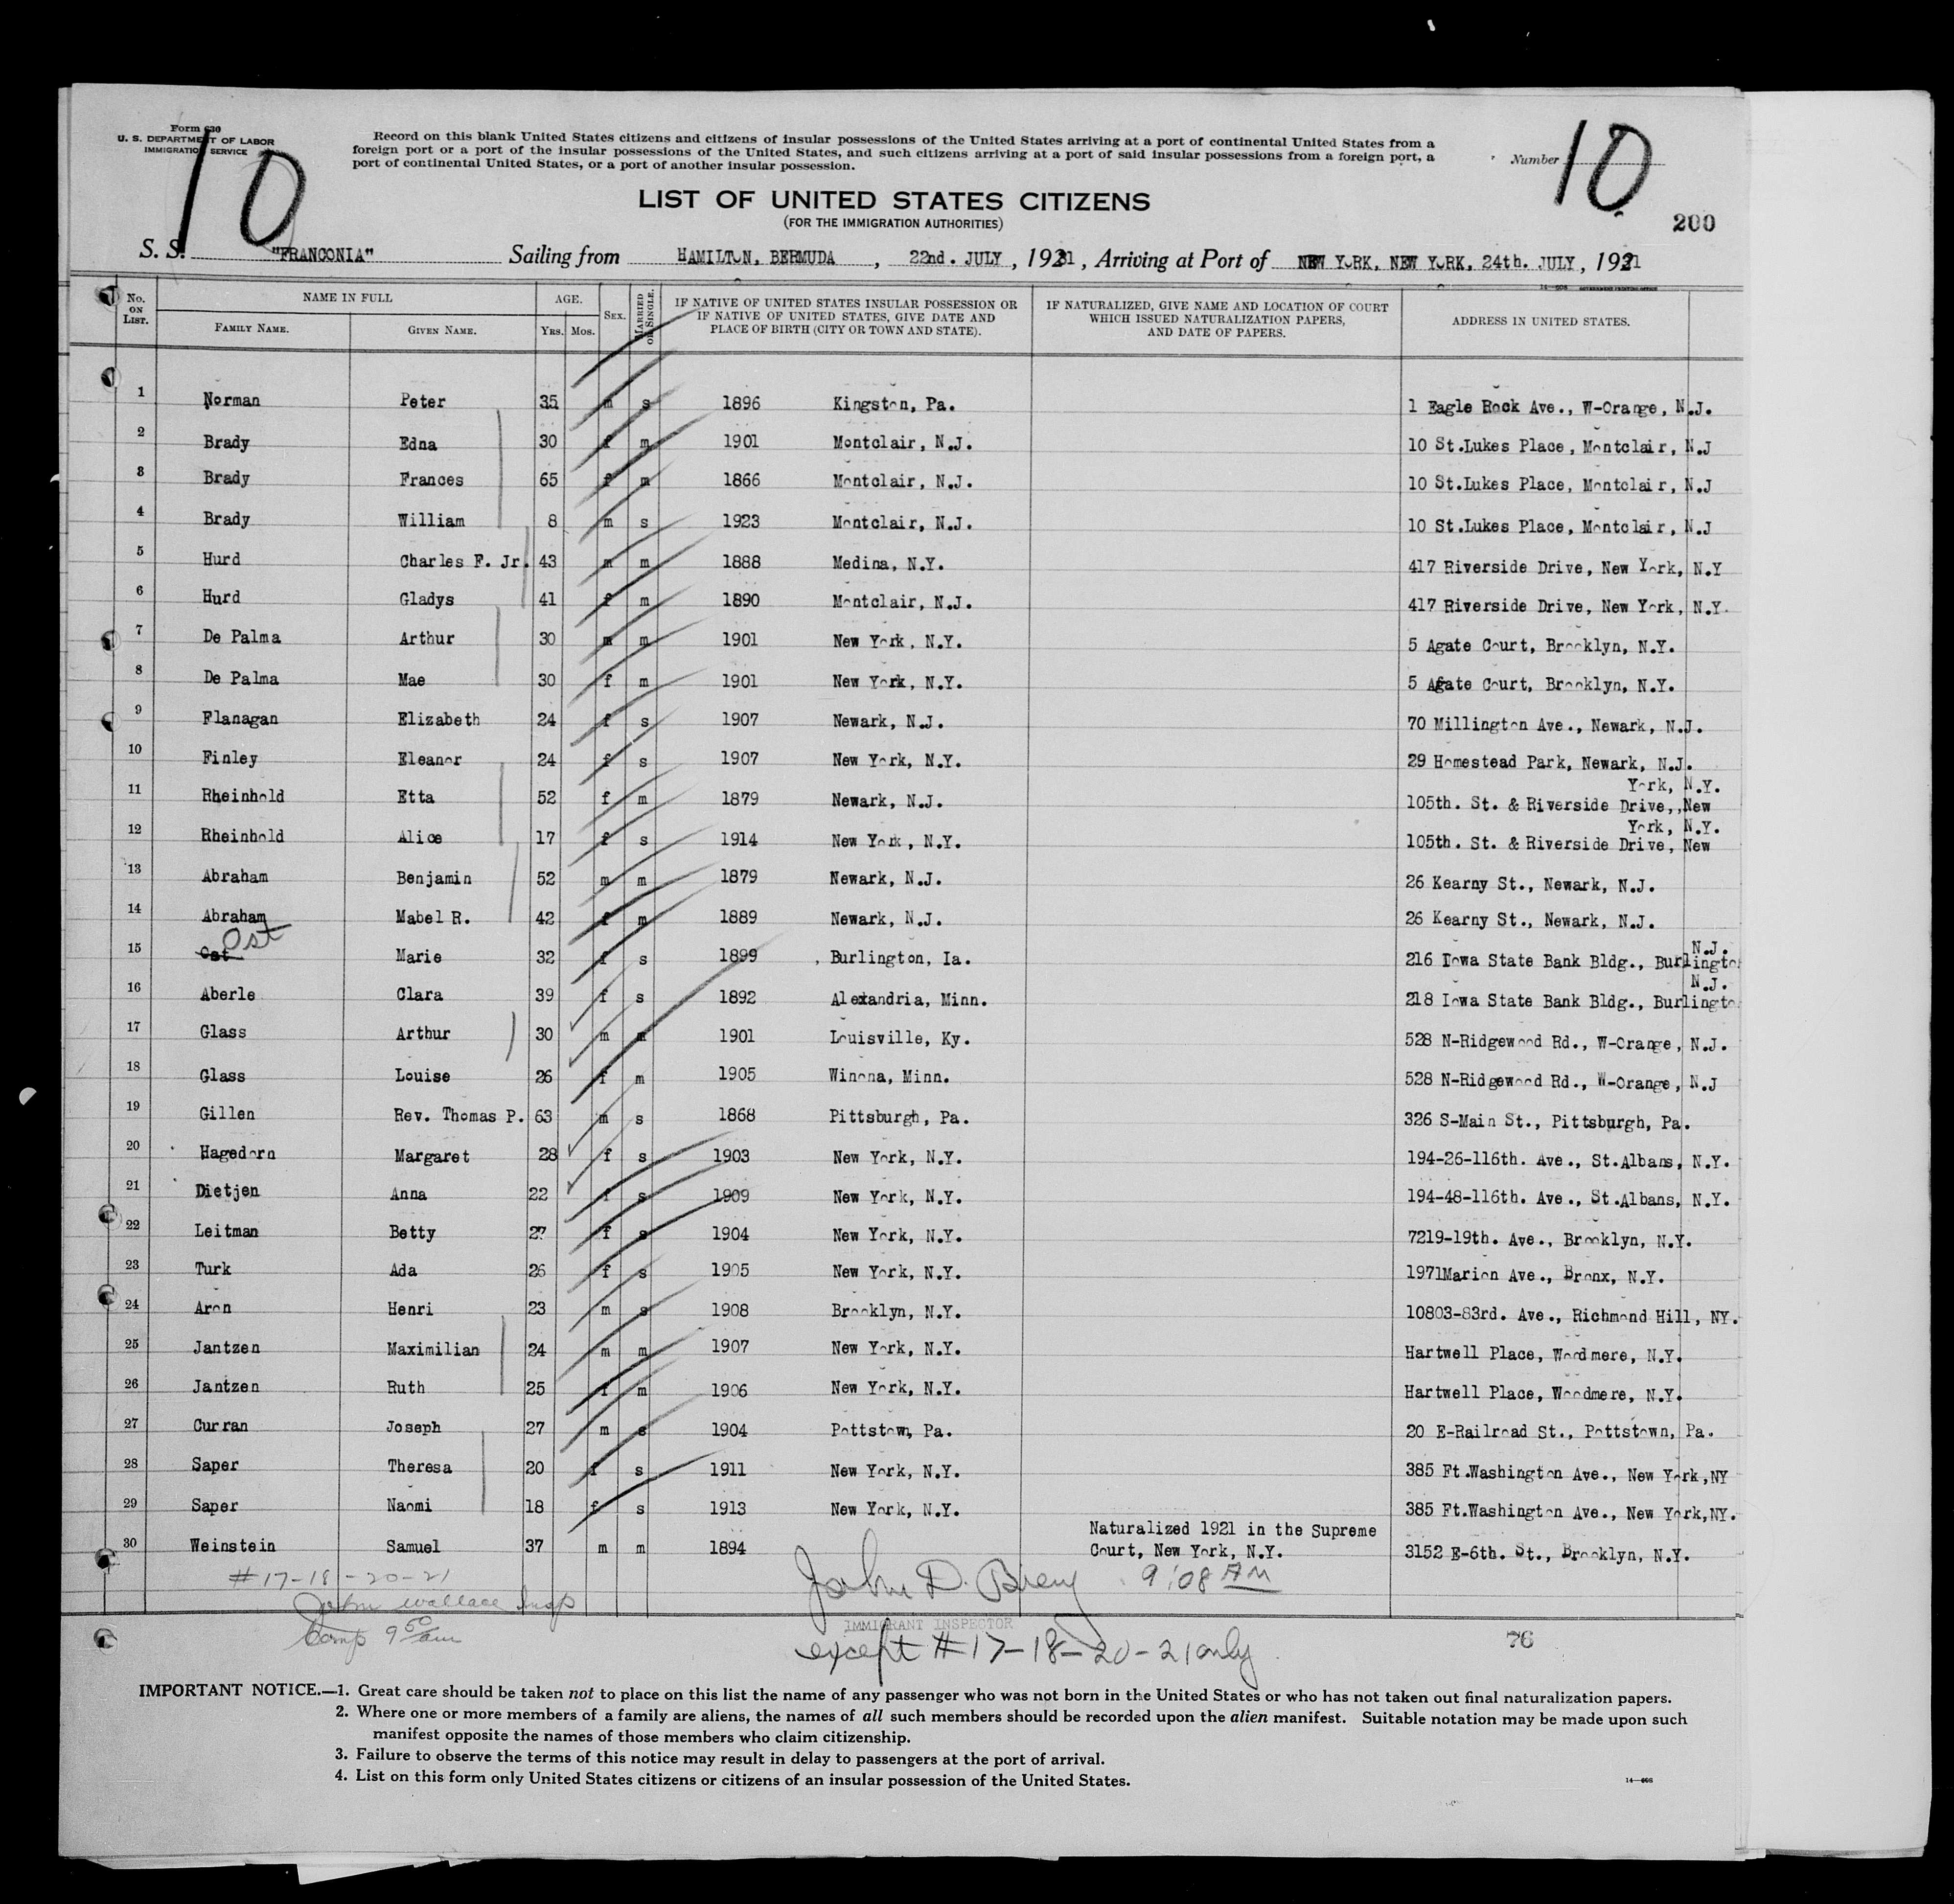 Form 630
U. S. DEPARTMENT OF LABOR
IMMIGRATION SERVICE
10
Record on this blank United States citizens and citizens of insular possessions of the United States arriving at a port of continental United States from a
foreign port or a port of the insular possessions of the United States, and such citizens arriving at a port of said insular possessions from a foreign port, a
port of continental United States, or a port of another insular possession.
Number 10
LIST OF UNITED STATES CITIZENS
(FOR THE IMMIGRATION AUTHORITIES)
200
S. S. "FRANCONIA" Sailing from HAMILTON, BERMUDA, 22nd. JULY, 1931, Arriving at Port of NEW YORK, NEW YORK, 24th. JULY, 1931
14—608 GOVERNMENT PRINTING OFFICE
No. ON LIST. NAME IN FULL FAMILY NAME. GIVEN NAME. AGE. YRS. MOS. SEX. MARRIED OR SINGLE. IF NATIVE OF UNITED STATES INSULAR POSSESSION OR IF NATIVE OF UNITED STATES, GIVE DATE AND PLACE OF BIRTH (CITY OR TOWN AND STATE). IF NATURALIZED, GIVE NAME AND LOCATION OF COURT WHICH ISSUED NATURALIZATION PAPERS, AND DATE OF PAPERS. ADDRESS IN UNITED STATES.
1 Norman Peter 35 m s 1896 Kingston, Pa. 1 Eagle Rock Ave., W-Orange, N.J.
2 Brady Edna 30 f m 1901 Montclair, N.J. 10 St.Lukes Place, Montclair, N.J
3 Brady Frances 65 f m 1866 Montclair, N.J. 10 St.Lukes Place, Montclair, N.J
4 Brady William 8 m s 1923 Montclair, N.J. 10 St.Lukes Place, Montclair, N.J
5 Hurd Charles F. Jr. 43 m m 1888 Medina, N.Y. 417 Riverside Drive, New York, N.Y
6 Hurd Gladys 41 f m 1890 Montclair, N.J. 417 Riverside Drive, New York, N.Y.
7 De Palma Arthur 30 m m 1901 New York, N.Y. 5 Agate Court, Brooklyn, N.Y.
8 De Palma Mae 30 f m 1901 New York, N.Y. 5 Agate Court, Brooklyn, N.Y.
9 Flanagan Elizabeth 24 f s 1907 Newark, N.J. 70 Millington Ave., Newark, N.J.
10 Finley Eleanor 24 f s 1907 New York, N.Y. 29 Homestead Park, Newark, N.J.
11 Rheinhold Etta 52 f m 1879 Newark, N.J. 105th. St. & Riverside Drive, New York, N.Y.
12 Rheinhold Alice 17 f s 1914 New York, N.Y. 105th. St. & Riverside Drive, New York, N.Y.
13 Abraham Benjamin 52 m m 1879 Newark, N.J. 26 Kearny St., Newark, N.J.
14 Abraham Mabel R. 42 f m 1889 Newark, N.J. 26 Kearny St., Newark, N.J.
Ost
15 Ost Marie 32 f s 1899 Burlington, Ia. 216 Iowa State Bank Bldg., Burlington N.J.
16 Aberle Clara 39 f s 1892 Alexandria, Minn. 218 Iowa State Bank Bldg., Burlington N.J.
17 Glass Arthur 30 m m 1901 Louisville, Ky. 528 N-Ridgewood Rd., W-Orange, N.J.
18 Glass Louise 26 f m 1905 Winona, Minn. 528 N-Ridgewood Rd., W-Orange, N.J
19 Gillen Rev. Thomas P. 63 m s 1868 Pittsburgh, Pa. 326 S-Main St., Pittsburgh, Pa.
20 Hagedorn Margaret 28 f s 1903 New York, N.Y. 194-26-116th. Ave., St.Albans, N.Y.
21 Dietjen Anna 22 f s 1909 New York, N.Y. 194-48-116th. Ave., St.Albans, N.Y.
22 Leitman Betty 27 f s 1904 New York, N.Y. 7219-19th. Ave., Brooklyn, N.Y.
23 Turk Ada 26 f s 1905 New York, N.Y. 1971Marion Ave., Bronx, N.Y.
24 Aron Henri 23 m s 1908 Brooklyn, N.Y. 10803-83rd. Ave., Richmond Hill, NY.
25 Jantzen Maximilian 24 m m 1907 New York, N.Y. Hartwell Place, Woodmere, N.Y.
26 Jantzen Ruth 25 f m 1906 New York, N.Y. Hartwell Place, Woodmere, N.Y.
27 Curran Joseph 27 m s 1904 Pottstown, Pa. 20 E-Railroad St., Pottstown, Pa.
28 Saper Theresa 20 f s 1911 New York, N.Y. 385 Ft.Washington Ave., New York,NY
29 Saper Naomi 18 f s 1913 New York, N.Y. 385 Ft.Washington Ave., New York,NY.
30 Weinstein Samuel 37 m m 1894 Naturalized 1921 in the Supreme Court, New York, N.Y. 3152 E-6th. St., Brooklyn, N.Y.
#17-18-20-21
John Wallace Insp
Comp 9 50 am
John D. 9:08 AM
IMMIGRANT INSPECTOR
except #17-18-20-21 only
76
IMPORTANT NOTICE.—1. Great care should be taken not to place on this list the name of any passenger who was not born in the United States or who has not taken out final naturalization papers.
2. Where one or more members of a family are aliens, the names of all such members should be recorded upon the alien manifest. Suitable notation may be made upon such
manifest opposite the names of those members who claim citizenship.
3. Failure to observe the terms of this notice may result in delay to passengers at the port of arrival.
4. List on this form only United States citizens or citizens of an insular possession of the United States.
14—608